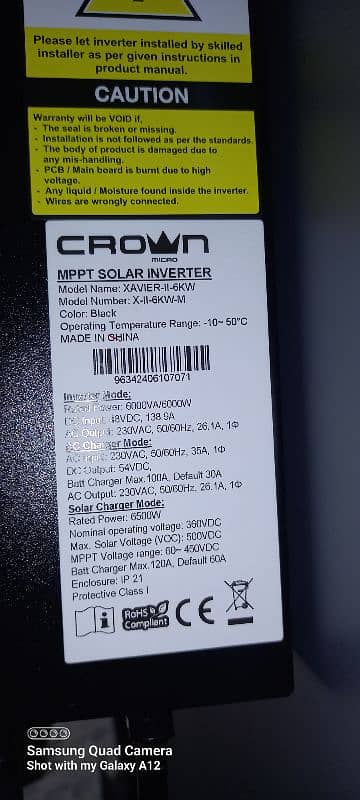 Please let inverter installed by skilled
installer as per given instructions in
product manual.
CAUTION
Warranty will be VOID if,
- The seal is broken or missing.
- Installation is not followed as per the standards.
- The body of product is damaged due to
any mis-handling.
- PCB / Main board is burnt due to high
voltage.
- Any liquid / Moisture found inside the inverter.
- Wires are wrongly connected.
CROWN
MICRO
MPPT SOLAR INVERTER
Model Name: XAVIER-II-6KW
Model Number: X-II-6KW-M
Color: Black
Operating Temperature Range: -10~ 50°C
MADE IN CHINA
96342406107071
Inverter Mode:
Rated Power: 6000VA/6000W
DC Input: 48VDC, 138.9A
AC Output: 230VAC, 50/60Hz, 26.1A, 1Φ
AC Charger Mode:
AC Input: 230VAC, 50/60Hz, 35A, 1Φ
DC Output: 54VDC,
Batt Charger Max.100A, Default 30A
AC Output: 230VAC, 50/60Hz, 26.1A, 1Φ
Solar Charger Mode:
Rated Power: 6500W
Nominal operating voltage: 360VDC
Max. Solar Voltage (VOC): 500VDC
MPPT Voltage range: 60~ 450VDC
Batt Charger Max.120A, Default 60A
Enclosure: IP 21
Protective Class I
i RoHS CE
Compliant
Samsung Quad Camera
Shot with my Galaxy A12